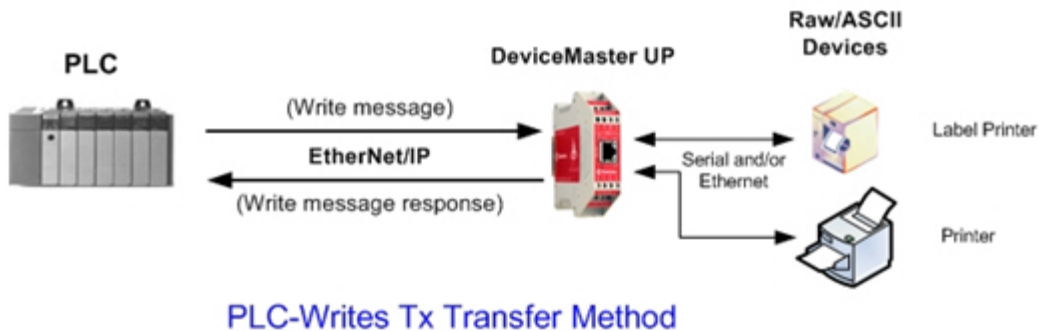 Raw/ASCII
Devices
DeviceMaster UP
PLC
(Write message)
Label Printer
EtherNet/IP
Serial and/or
Ethernet
(Write message response)
Printer
PLC-Writes Tx Transfer Method